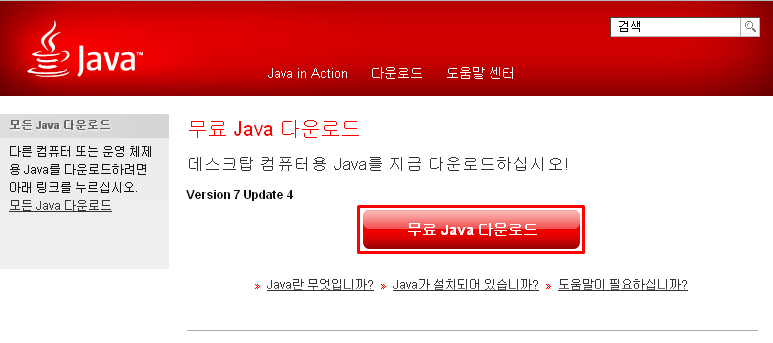 Java™
검색
Java in Action 다운로드 도움말 센터
모든 Java 다운로드
다른 컴퓨터 또는 운영 체제
용 Java를 다운로드하려면
아래 링크를 누르십시오.
모든 Java 다운로드
무료 Java 다운로드
데스크탑 컴퓨터용 Java를 지금 다운로드하십시오!
Version 7 Update 4
무료 Java 다운로드
» Java란 무엇입니까? » Java가 설치되어 있습니까? » 도움말이 필요하십니까?